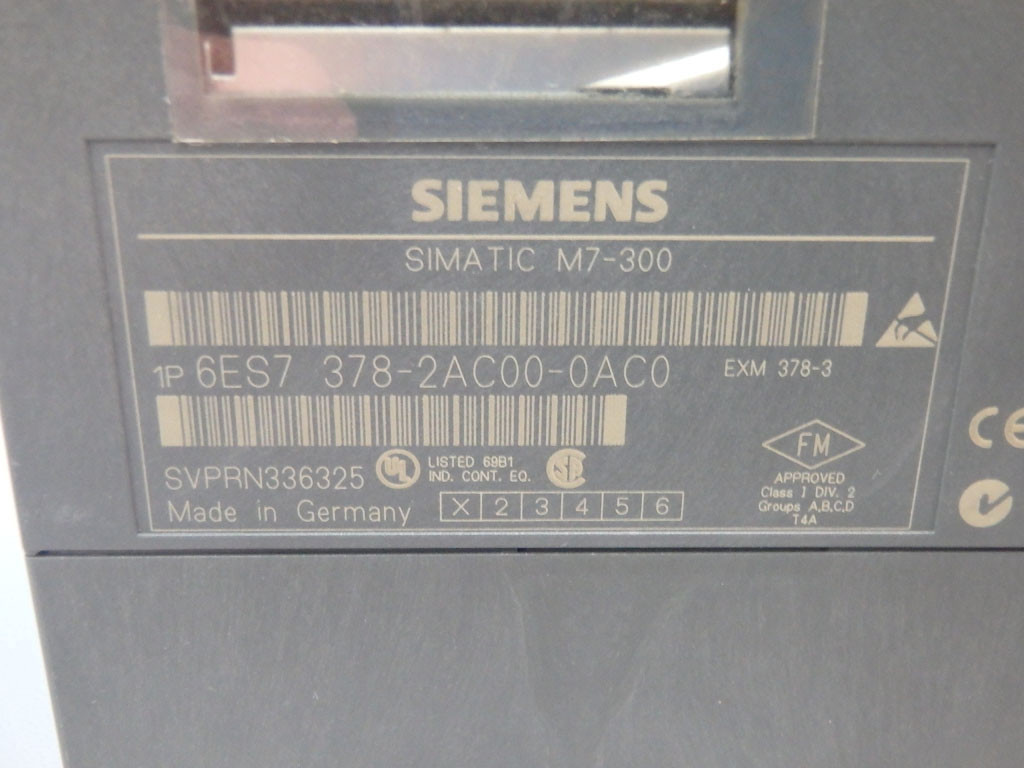 SIEMENS
SIMATIC M7-300
1P 6ES7 378-2AC00-0AC0 EXM 378-3
SVPRN336325
UL
LISTED 69B1
IND. CONT. EQ.
Made in Germany
X 2 3 4 5 6
FM
APPROVED
Class I DIV. 2
Groups A,B,C,D
T4A
CE